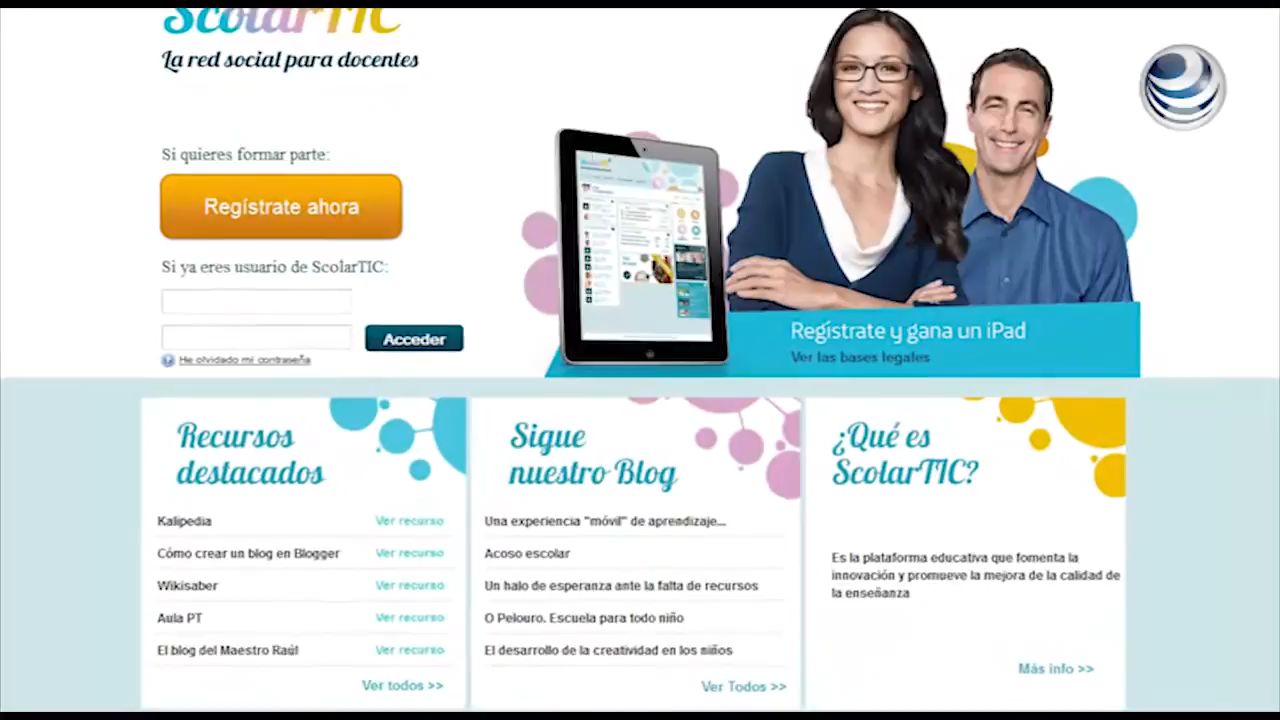 ScolarTIC
La red social para docentes
Si quieres formar parte:
Regístrate ahora
Si ya eres usuario de ScolarTIC:
Acceder
He olvidado mi contraseña
Regístrate y gana un iPad
Ver las bases legales
Recursos
destacados
Kalipedia Ver recurso
Cómo crear un blog en Blogger Ver recurso
Wikisaber Ver recurso
Aula PT Ver recurso
El blog del Maestro Raúl Ver recurso
Ver todos >>
Sigue
nuestro Blog
Una experiencia "móvil" de aprendizaje...
Acoso escolar
Un halo de esperanza ante la falta de recursos
O Pelouro. Escuela para todo niño
El desarrollo de la creatividad en los niños
Ver Todos >>
¿Qué es
ScolarTIC?
Es la plataforma educativa que fomenta la
innovación y promueve la mejora de la calidad de
la enseñanza
Más info >>